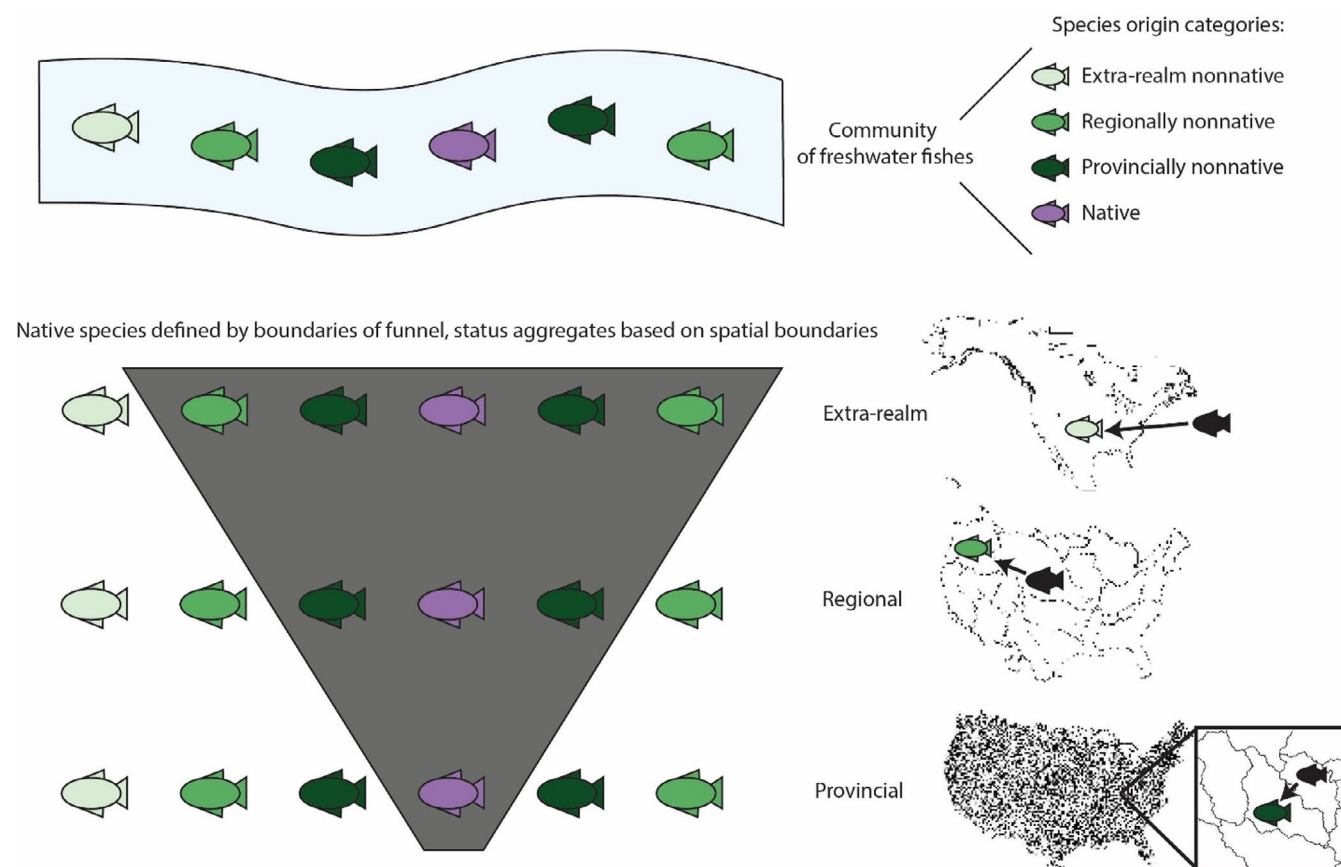 Species origin categories:
Extra-realm nonnative
Regionally nonnative
Community
of freshwater fishes
Provincially nonnative
Native
Native species defined by boundaries of funnel, status aggregates based on spatial boundaries
Extra-realm
Regional
Provincial